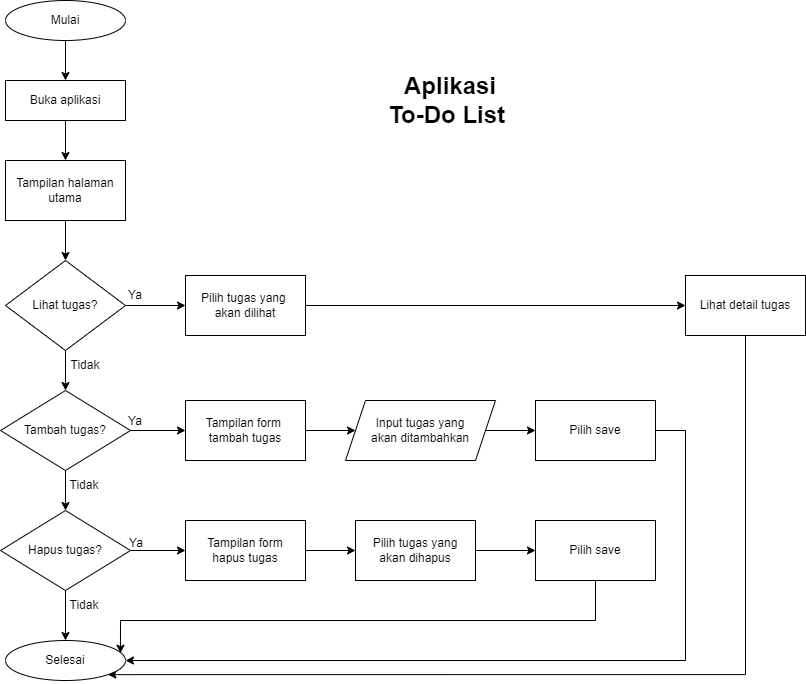 Mulai
Aplikasi
To-Do List
Buka aplikasi
Tampilan halaman
utama
Lihat tugas?
Ya
Pilih tugas yang
akan dilihat
Lihat detail tugas
Tidak
Tambah tugas?
Ya
Tampilan form
tambah tugas
Input tugas yang
akan ditambahkan
Pilih save
Tidak
Hapus tugas?
Ya
Tampilan form
hapus tugas
Pilih tugas yang
akan dihapus
Pilih save
Tidak
Selesai